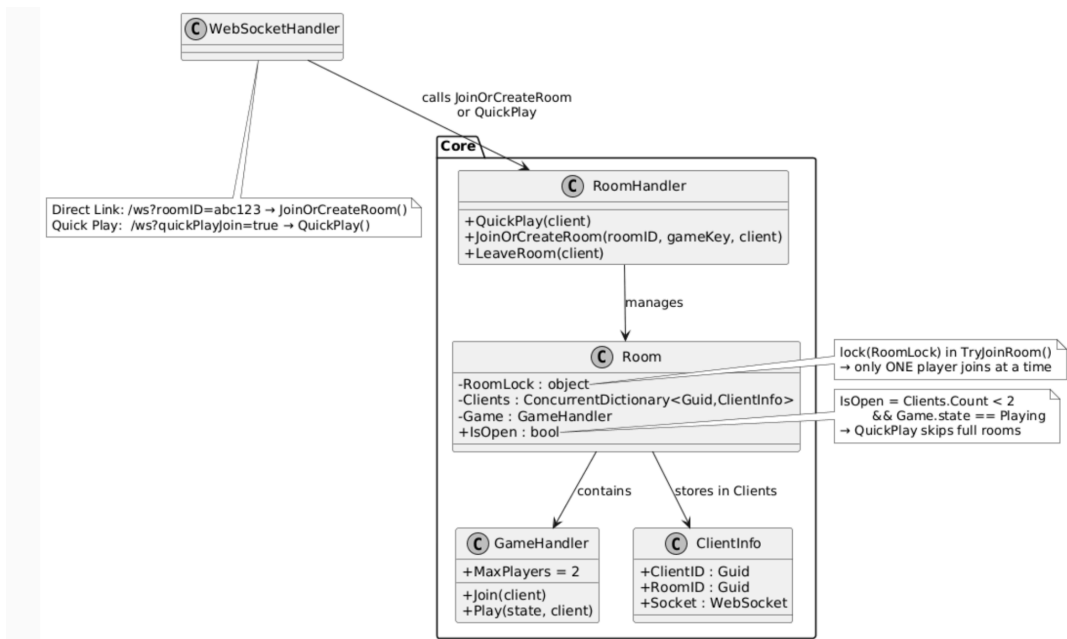 C WebSocketHandler
calls JoinOrCreateRoom
or QuickPlay
Core
Direct Link: /ws?roomID=abc123 → JoinOrCreateRoom()
Quick Play:  /ws?quickPlayJoin=true → QuickPlay()
C RoomHandler
+QuickPlay(client)
+JoinOrCreateRoom(roomID, gameKey, client)
+LeaveRoom(client)
manages
C Room
-RoomLock : object
-Clients : ConcurrentDictionary<Guid,ClientInfo>
-Game : GameHandler
+IsOpen : bool
lock(RoomLock) in TryJoinRoom()
→ only ONE player joins at a time
IsOpen = Clients.Count < 2
&& Game.state == Playing
→ QuickPlay skips full rooms
contains
stores in Clients
C GameHandler
+MaxPlayers = 2
+Join(client)
+Play(state, client)
C ClientInfo
+ClientID : Guid
+RoomID : Guid
+Socket : WebSocket